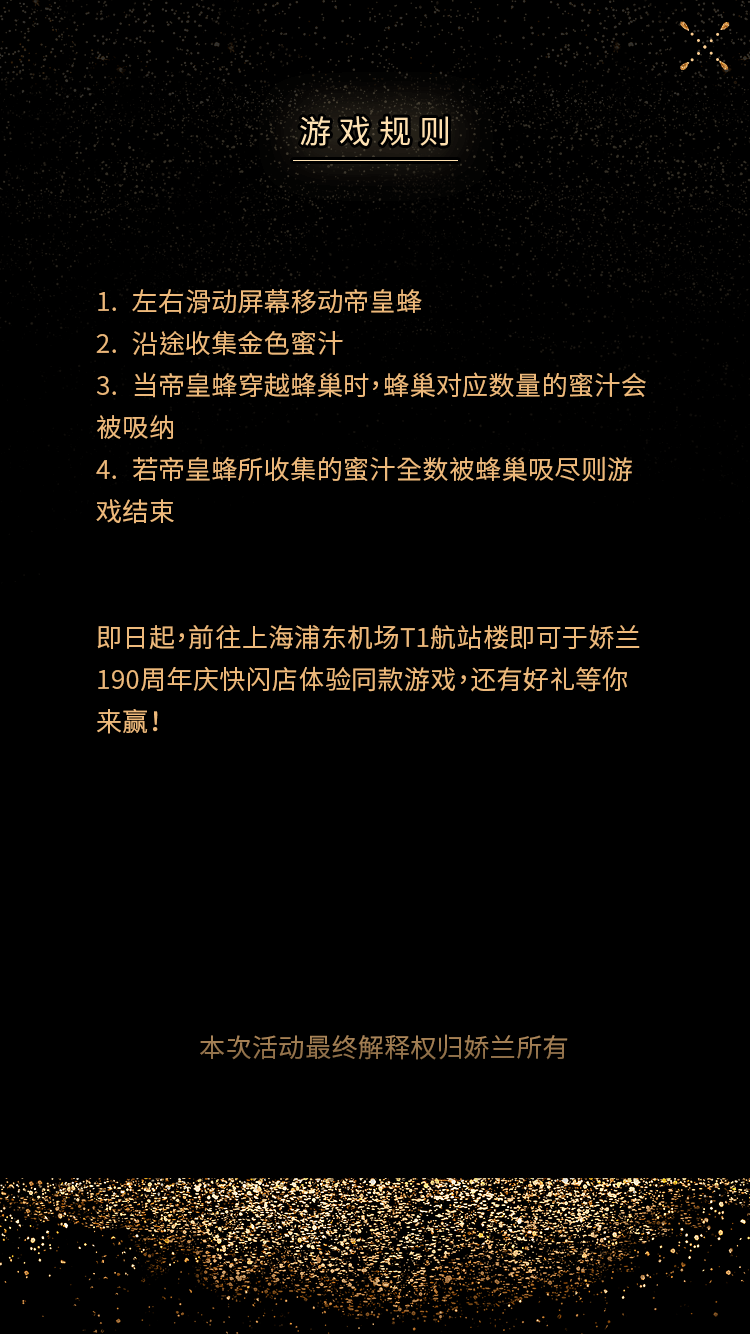 游戏规则
1. 左右滑动屏幕移动帝皇蜂
2. 沿途收集金色蜜汁
3. 当帝皇蜂穿越蜂巢时，蜂巢对应数量的蜜汁会
被吸纳
4. 若帝皇蜂所收集的蜜汁全数被蜂巢吸尽则游
戏结束
即日起，前往上海浦东机场T1航站楼即可于娇兰
190周年庆快闪店体验同款游戏，还有好礼等你
来赢！
本次活动最终解释权归娇兰所有